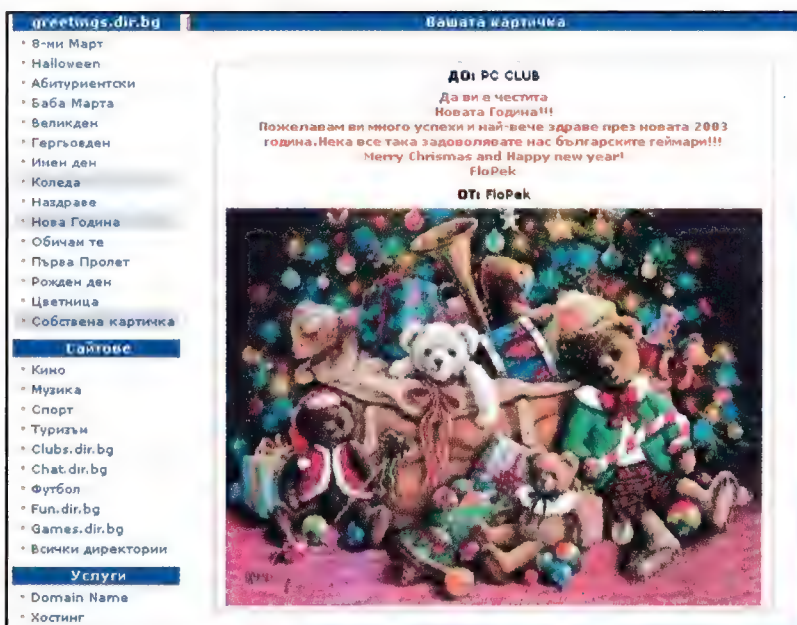 greetings.dir.bg
Вашата картичка
8-ми Март
Halloween
Абитуриентски
Баба Марта
Великден
Гергьовден
Имен ден
Коледа
Наздраве
Нова Година
Обичам те
Първа Пролет
Рожден ден
Цветница
Собствена картичка
Сайтове
Кино
Музика
Спорт
Туризъм
Clubs.dir.bg
Chat.dir.bg
Футбол
Fun.dir.bg
Games.dir.bg
Всички директории
Услуги
Domain Name
Хостинг
ДО: PC CLUB
Да ви е честита
Новата Година!!!
Пожелавам ви много успехи и най-вече здраве през новата 2003
година.Нека все така задоволявате нас българските геймари!!!
Merry Chrismas and Happy new year!
FloPek
ОТ: FloPek